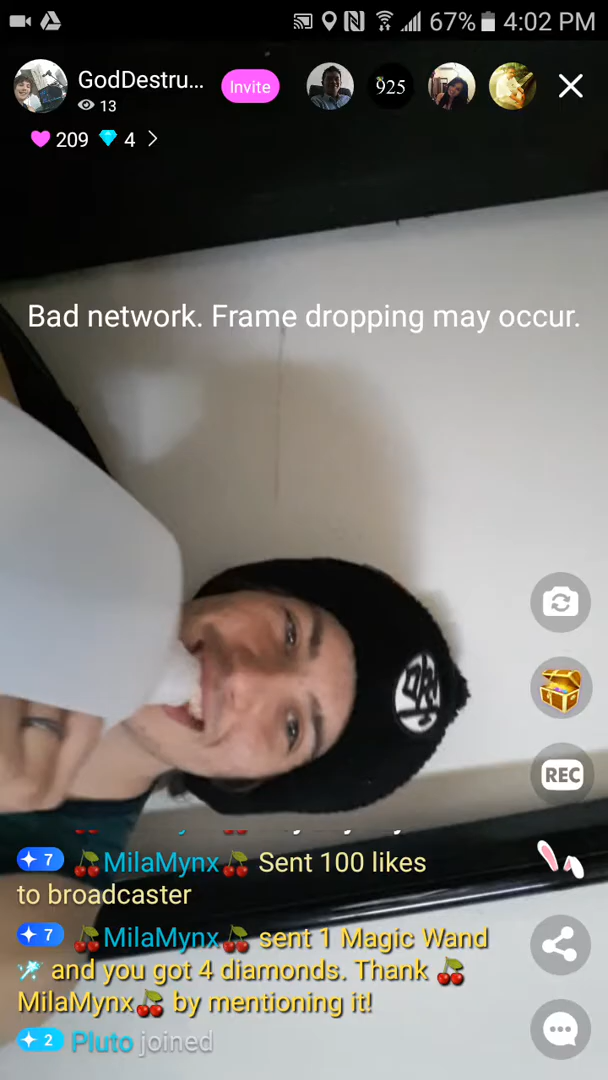 67% 4:02 PM
GodDestru... Invite 925
13
209 4
Bad network. Frame dropping may occur.
REC
7 🍒MilaMynx🍒 Sent 100 likes
to broadcaster
7 🍒MilaMynx🍒 sent 1 Magic Wand
and you got 4 diamonds. Thank 🍒
MilaMynx🍒 by mentioning it!
2 Pluto joined